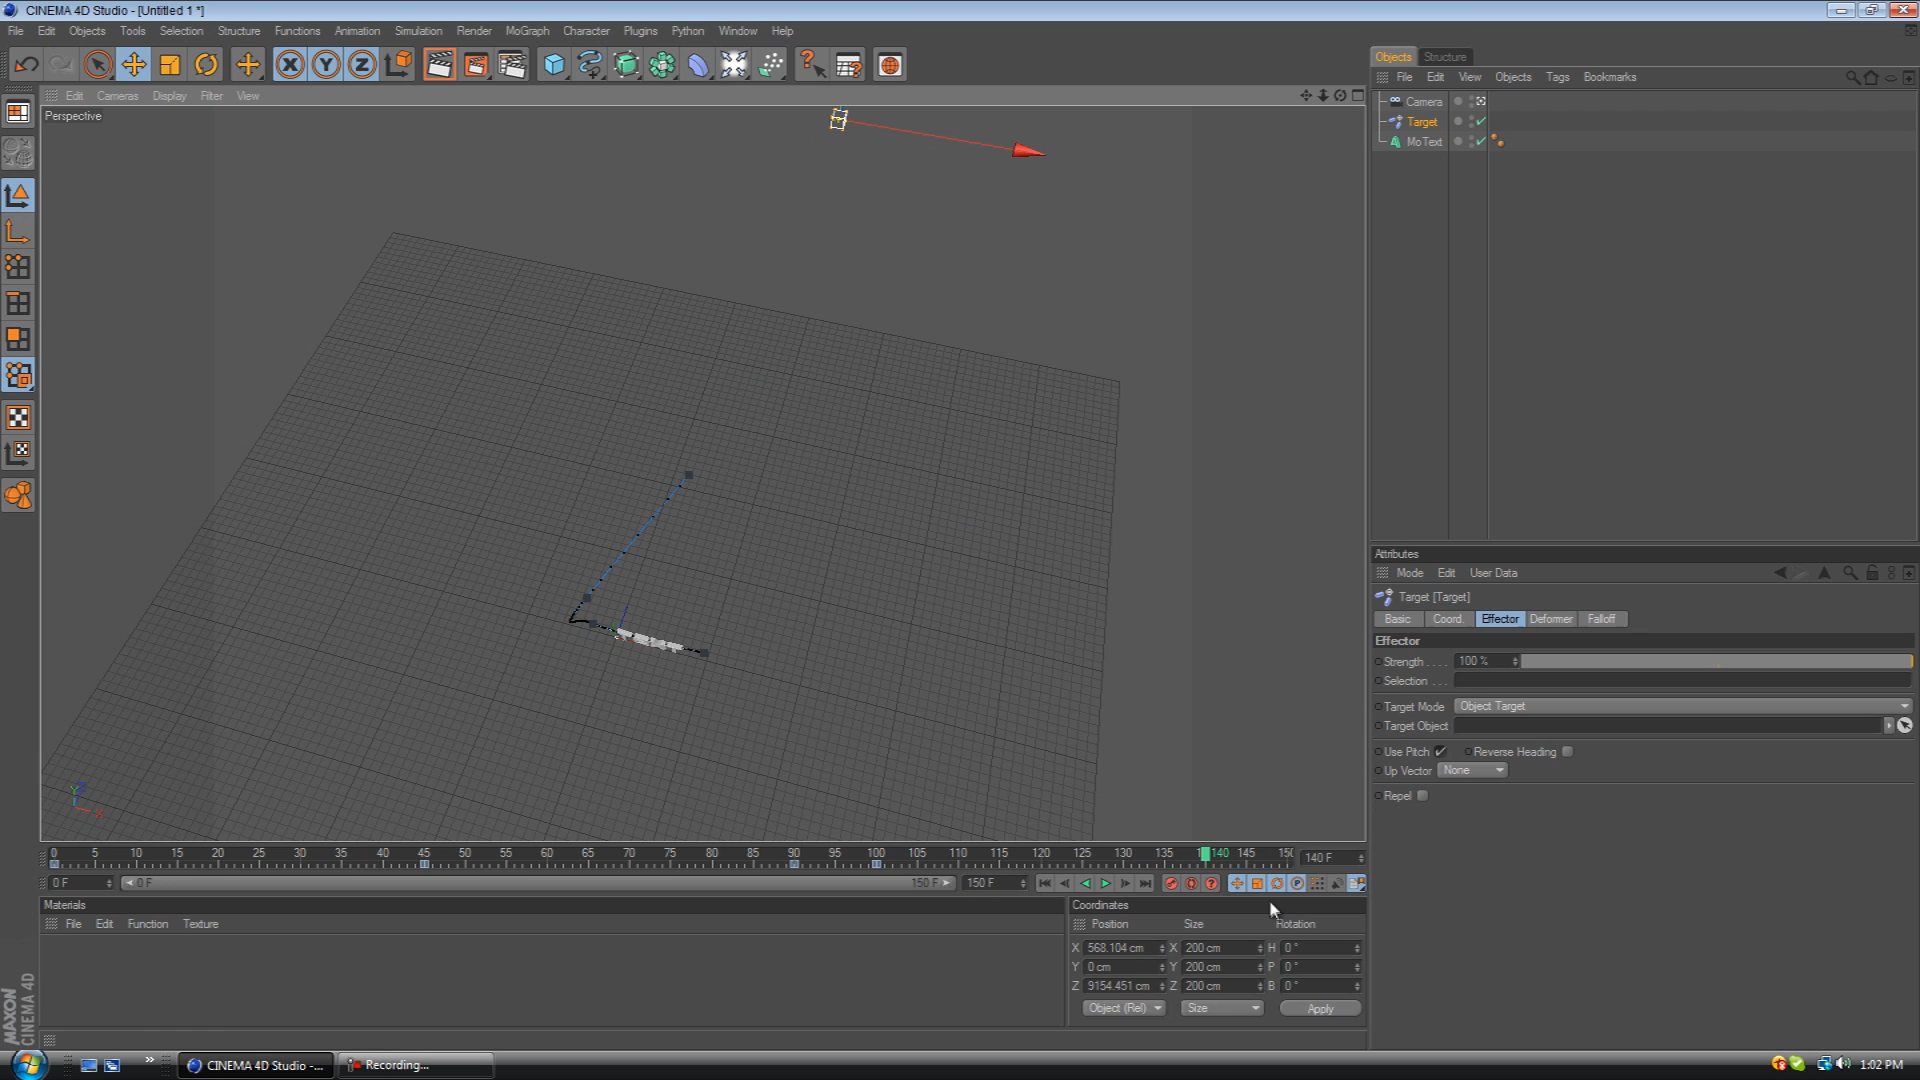 CINEMA 4D Studio - [Untitled 1 *]
File Edit Objects Tools Selection Structure Functions Animation Simulation Render MoGraph Character Plugins Python Window Help
X Y Z
Objects Structure
File Edit View Objects Tags Bookmarks
Edit Cameras Display Filter View
Camera
Perspective
Target
MoText
Attributes
Mode Edit User Data
Target [Target]
Basic Coord. Effector Deformer Falloff
Effector
Strength . . . . 100 %
Selection . . .
Target Mode Object Target
Target Object
Use Pitch Reverse Heading
Up Vector None
Repel
Y X
0 5 10 15 20 25 30 35 40 45 50 55 60 65 70 75 80 85 90 95 100 105 110 115 120 125 130 135 140 145 150 140 F
0 F 0 F 150 F 150 F
Materials Coordinates
File Edit Function Texture Position Size Rotation
X 568.104 cm X 200 cm H 0 °
Y 0 cm Y 200 cm P 0 °
Z 9154.451 cm Z 200 cm B 0 °
Object (Rel) Size Apply
MAXON
CINEMA 4D
CINEMA 4D Studio -... Recording... 1:02 PM